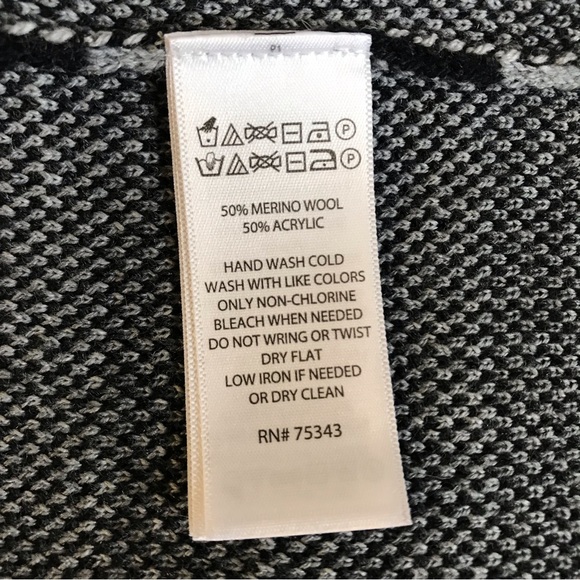 P
P
50% MERINO WOOL
50% ACRYLIC
HAND WASH COLD
WASH WITH LIKE COLORS
ONLY NON-CHLORINE
BLEACH WHEN NEEDED
DO NOT WRING OR TWIST
DRY FLAT
LOW IRON IF NEEDED
OR DRY CLEAN
RN# 75343